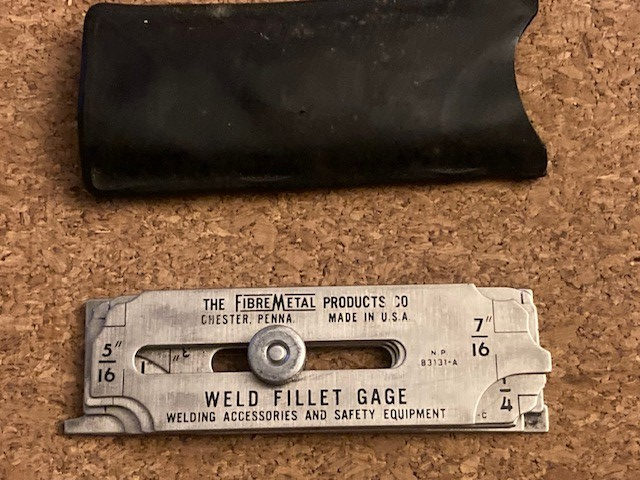 THE FIBREMETAL PRODUCTS CO
CHESTER, PENNA. MADE IN U.S.A.
5"
16
7"
16
N.P.
83131-A
1
4
WELD FILLET GAGE
WELDING ACCESSORIES AND SAFETY EQUIPMENT